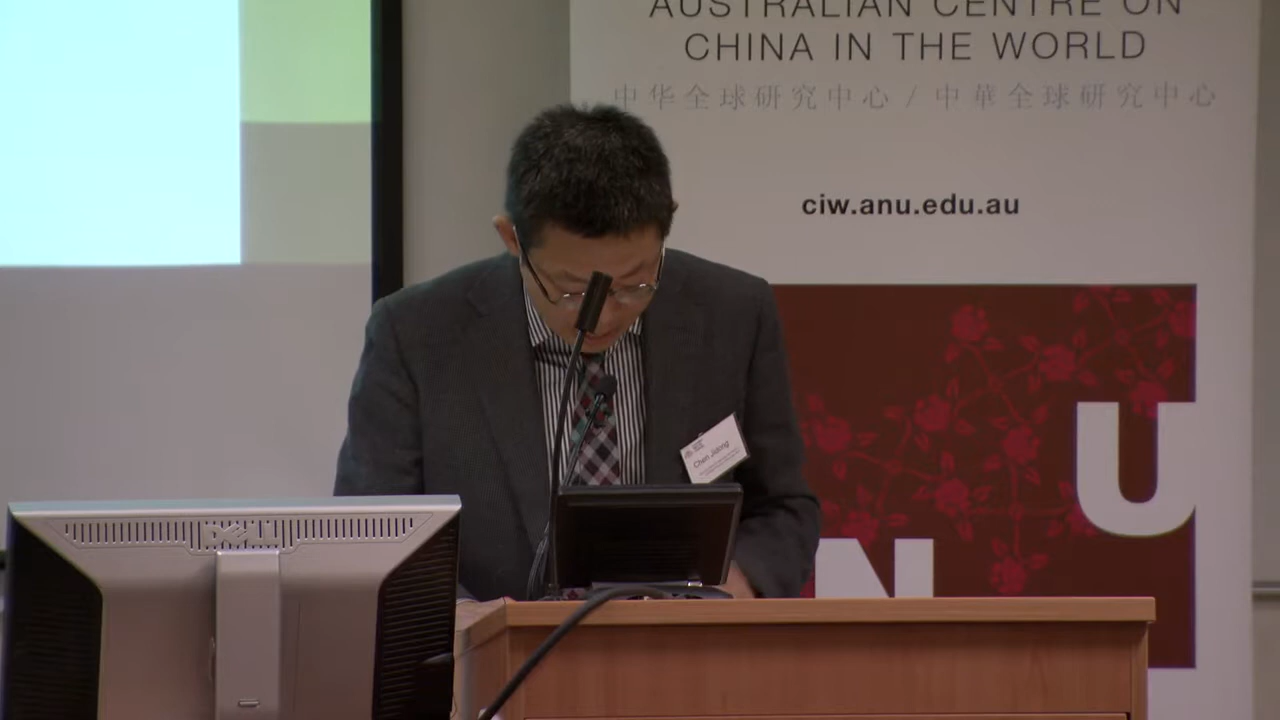 AUSTRALIAN CENTRE ON
CHINA IN THE WORLD
中华全球研究中心 / 中華全球研究中心
ciw.anu.edu.au
U
N
DELL
Chen Jidong